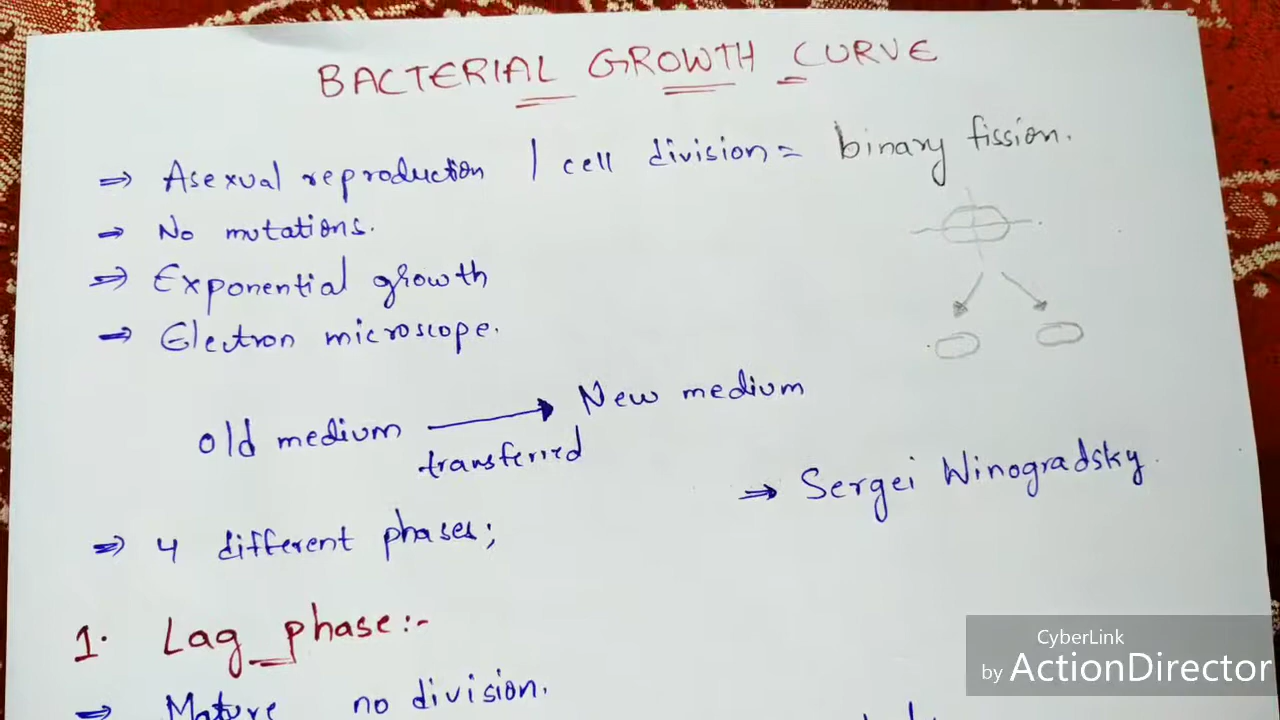 BACTERIAL GROWTH CURVE
⇒ Asexual reproduction / cell division = binary fission.
→ No mutations.
⇒ Exponential growth
→ Electron microscope.
old medium → New medium
transferred
⇒ Sergei Winogradsky
⇒ 4 different phases;
1. Lag phase:-
⇒ Mature no division.
CyberLink
by ActionDirector